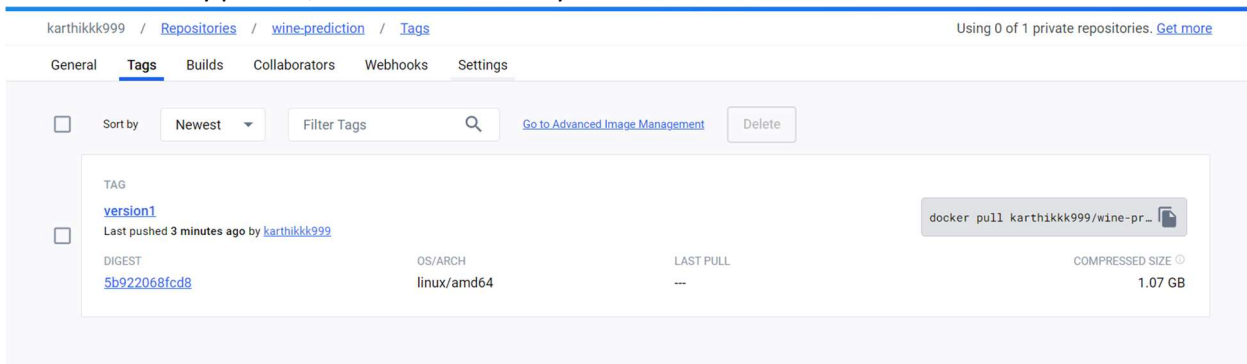 karthikkk999 / Repositories / wine-prediction / Tags Using 0 of 1 private repositories. Get more
General Tags Builds Collaborators Webhooks Settings
Sort by Newest Filter Tags Go to Advanced Image Management Delete
TAG
version1
docker pull karthikkk999/wine-pr…
Last pushed 3 minutes ago by karthikkk999
DIGEST OS/ARCH LAST PULL COMPRESSED SIZE
5b922068fcd8 linux/amd64 --- 1.07 GB